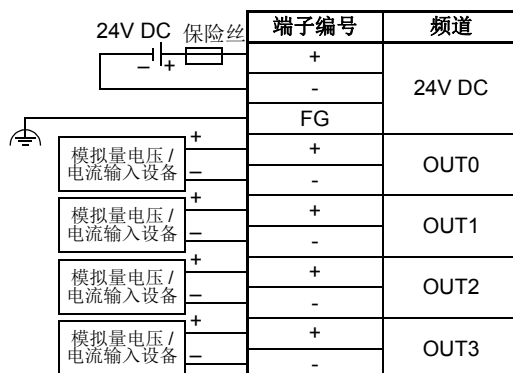 24V DC 保险丝
– +
端子编号 频道
+
-
24V DC
FG
模拟量电压 /
电流输入设备
+
–
+
-
OUT0
模拟量电压 /
电流输入设备
+
–
+
-
OUT1
模拟量电压 /
电流输入设备
+
–
+
-
OUT2
模拟量电压 /
电流输入设备
+
–
+
-
OUT3